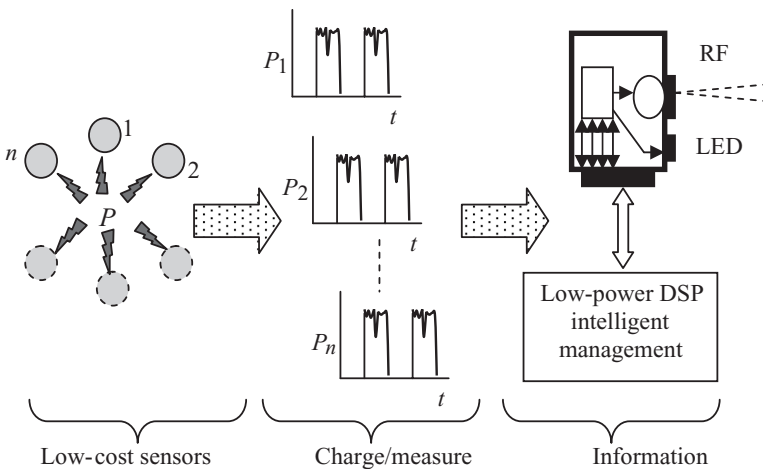 n
1
2
P
P1
t
P2
t
Pn
t
RF
LED
Low-power DSP
intelligent
management
Low-cost sensors
Charge/measure
Information